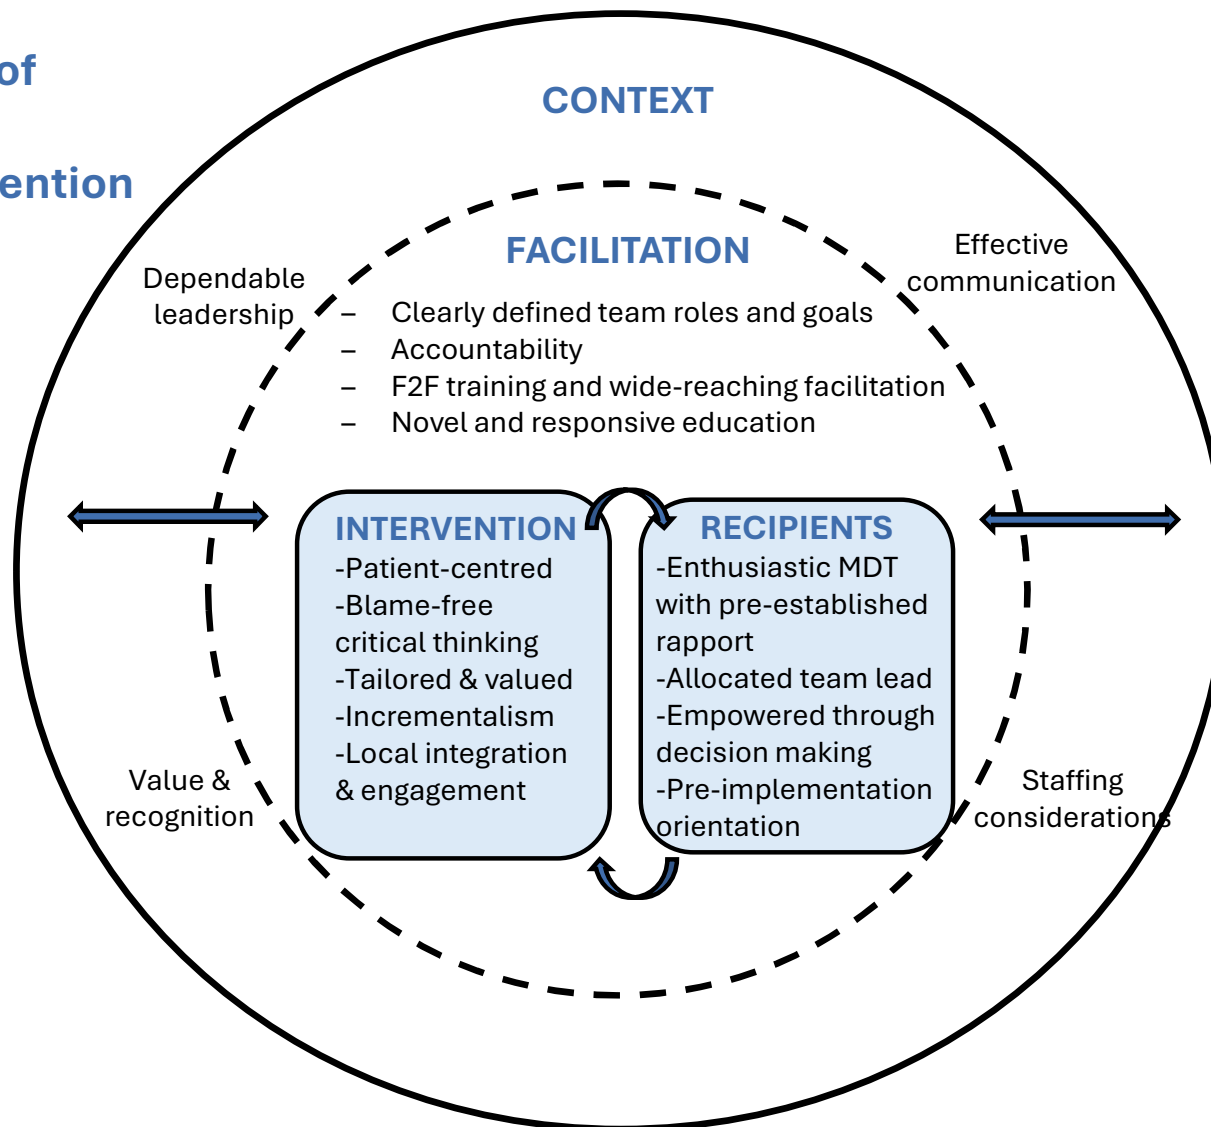 of
ention
CONTEXT
FACILITATION
Dependable
leadership
Effective
communication
– Clearly defined team roles and goals
– Accountability
– F2F training and wide-reaching facilitation
– Novel and responsive education
INTERVENTION
-Patient-centred
-Blame-free
critical thinking
-Tailored & valued
-Incrementalism
-Local integration
& engagement
RECIPIENTS
-Enthusiastic MDT
with pre-established
rapport
-Allocated team lead
-Empowered through
decision making
-Pre-implementation
orientation
Value &
recognition
Staffing
considerations